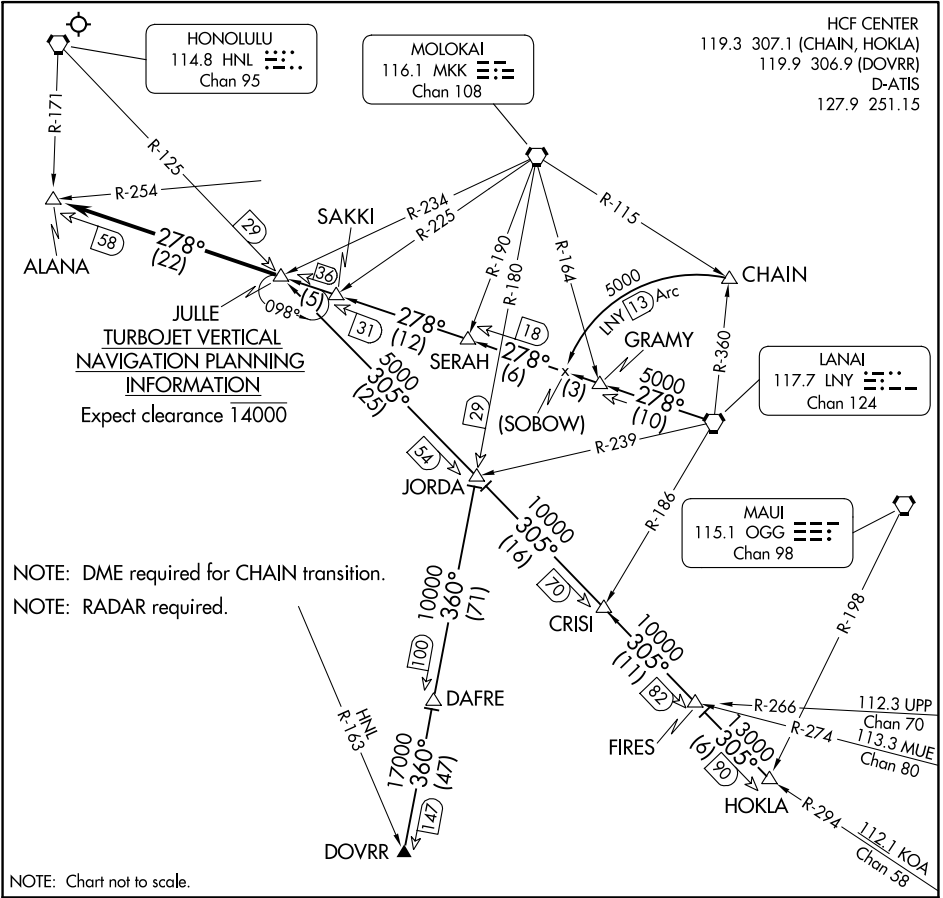 HONOLULU
114.8 HNL
Chan 95
MOLOKAI
116.1 MKK
Chan 108
HCF CENTER
119.3 307.1 (CHAIN, HOKLA)
119.9 306.9 (DOVRR)
D-ATIS
127.9 251.15
R-171
R-125
R-254
R-234
R-225
R-190
R-180
R-164
R-115
SAKKI
29
58
278°
(22)
ALANA
36
(5)
JULLE
098°
31
278°
(12)
SERAH
18
278°
(6)
5000
LNY 13 Arc
CHAIN
GRAMY
(3)
(SOBOW)
5000
278°
(10)
R-360
LANAI
117.7 LNY
Chan 124
TURBOJET VERTICAL
NAVIGATION PLANNING
INFORMATION
Expect clearance 14000
5000
305°
(25)
29
R-239
54
JORDA
R-186
MAUI
115.1 OGG
Chan 98
10000
305°
(16)
NOTE: DME required for CHAIN transition.
NOTE: RADAR required.
10000
360°
(71)
70
CRISI
R-198
10000
305°
(11)
100
DAFRE
82
FIRES
R-266
112.3 UPP
Chan 70
R-274
113.3 MUE
Chan 80
HNL
R-163
17000
360°
(47)
13000
305°
(6)
90
HOKLA
147
DOVRR
R-294
112.1 KOA
Chan 58
NOTE: Chart not to scale.